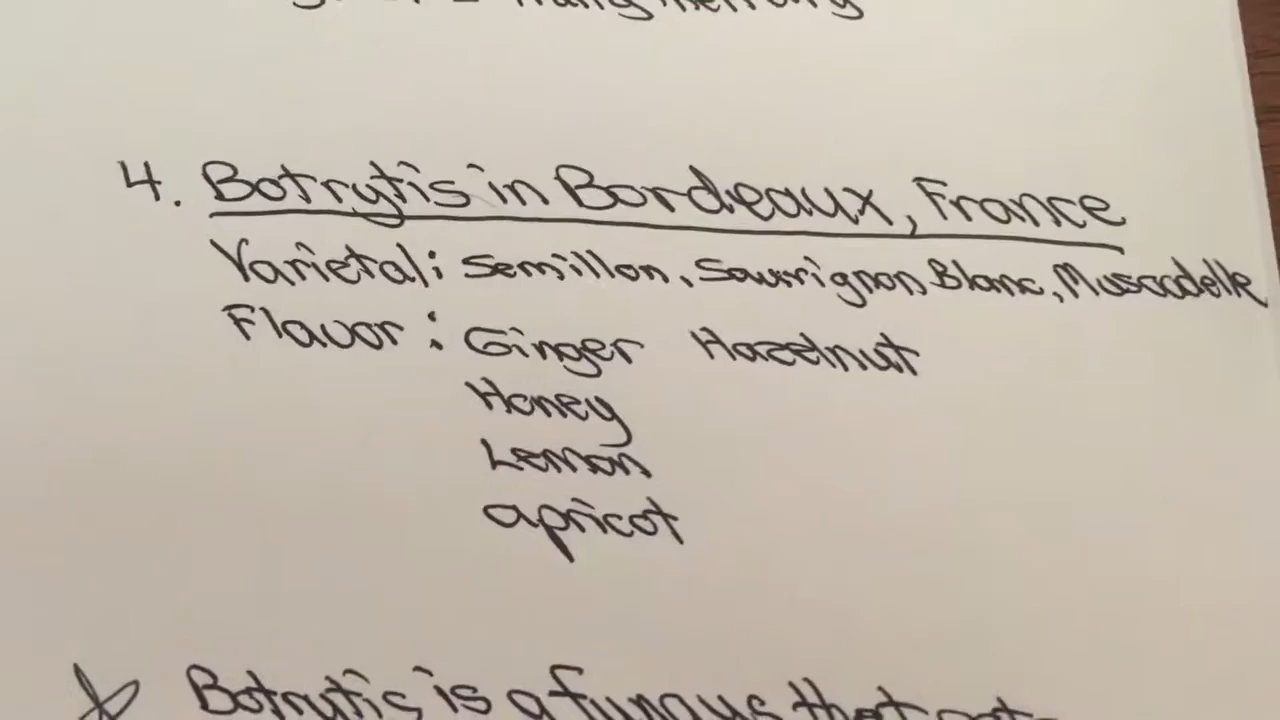 4. Botrytis in Bordeaux, France
Varietal: Semillon, Sauvignon Blanc, Muscadelle
Flavor: Ginger Hazelnut
Honey
Lemon
apricot
Botrytis is a fungus that